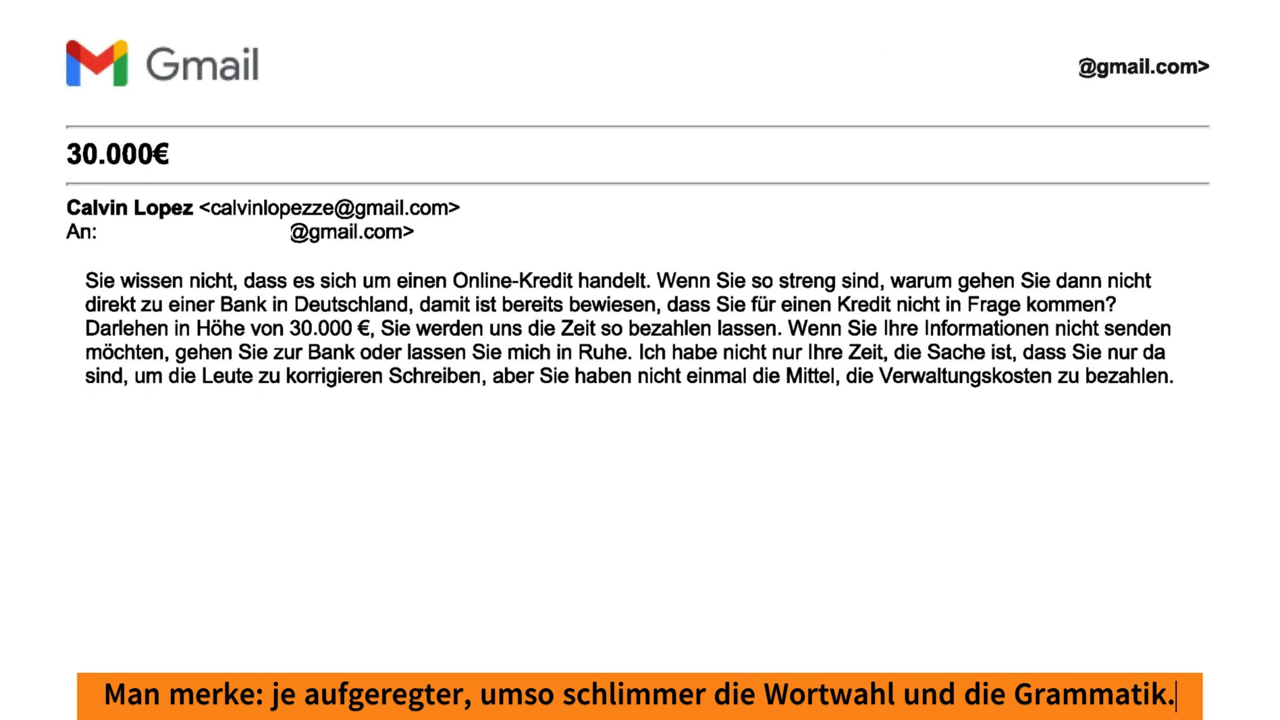 Gmail
@gmail.com>
30.000€
Calvin Lopez <calvinlopezze@gmail.com>
An: @gmail.com>
Sie wissen nicht, dass es sich um einen Online-Kredit handelt. Wenn Sie so streng sind, warum gehen Sie dann nicht
direkt zu einer Bank in Deutschland, damit ist bereits bewiesen, dass Sie für einen Kredit nicht in Frage kommen?
Darlehen in Höhe von 30.000 €, Sie werden uns die Zeit so bezahlen lassen. Wenn Sie Ihre Informationen nicht senden
möchten, gehen Sie zur Bank oder lassen Sie mich in Ruhe. Ich habe nicht nur Ihre Zeit, die Sache ist, dass Sie nur da
sind, um die Leute zu korrigieren Schreiben, aber Sie haben nicht einmal die Mittel, die Verwaltungskosten zu bezahlen.
Man merke: je aufgeregter, umso schlimmer die Wortwahl und die Grammatik.